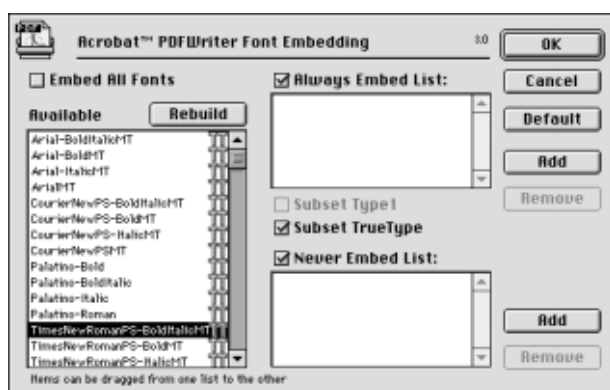 Acrobat™ PDFWriter Font Embedding 3.0
OK
Embed All Fonts
Always Embed List:
Cancel
Available
Rebuild
Default
Arial-BoldItalicMT
Arial-BoldMT
Arial-ItalicMT
ArialMT
CourierNewPS-BoldItalicMT
CourierNewPS-BoldMT
CourierNewPS-ItalicMT
CourierNewPSMT
Palatino-Bold
Palatino-BoldItalic
Palatino-Italic
Palatino-Roman
TimesNewRomanPS-BoldItalicMT
TimesNewRomanPS-BoldMT
TimesNewRomanPS-ItalicMT
Add
Remove
Subset Type1
Subset TrueType
Never Embed List:
Add
Remove
Items can be dragged from one list to the other